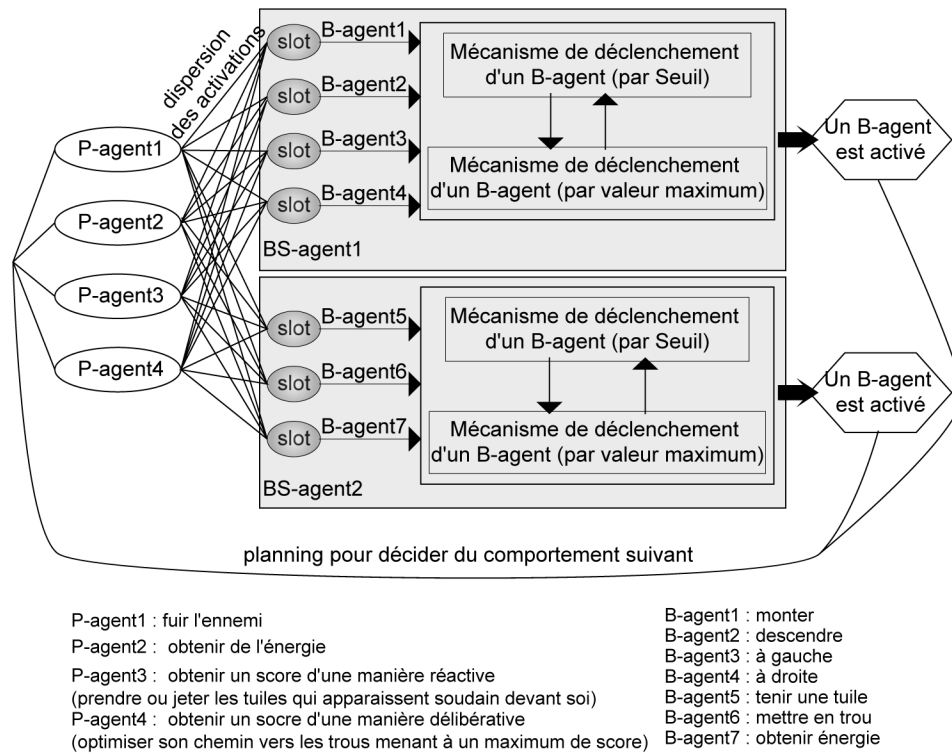 dispersion
des activations
slot
B-agent1
slot
B-agent2
slot
B-agent3
slot
B-agent4
Mécanisme de déclenchement
d'un B-agent (par Seuil)
Mécanisme de déclenchement
d'un B-agent (par valeur maximum)
BS-agent1
Un B-agent
est activé
P-agent1
P-agent2
P-agent3
P-agent4
slot
B-agent5
slot
B-agent6
slot
B-agent7
Mécanisme de déclenchement
d'un B-agent (par Seuil)
Mécanisme de déclenchement
d'un B-agent (par valeur maximum)
BS-agent2
Un B-agent
est activé
planning pour décider du comportement suivant
P-agent1 : fuir l'ennemi
P-agent2 : obtenir de l'énergie
P-agent3 : obtenir un score d'une manière réactive
(prendre ou jeter les tuiles qui apparaissent soudain devant soi)
P-agent4 : obtenir un socre d'une manière délibérative
(optimiser son chemin vers les trous menant à un maximum de score)
B-agent1 : monter
B-agent2 : descendre
B-agent3 : à gauche
B-agent4 : à droite
B-agent5 : tenir une tuile
B-agent6 : mettre en trou
B-agent7 : obtenir énergie